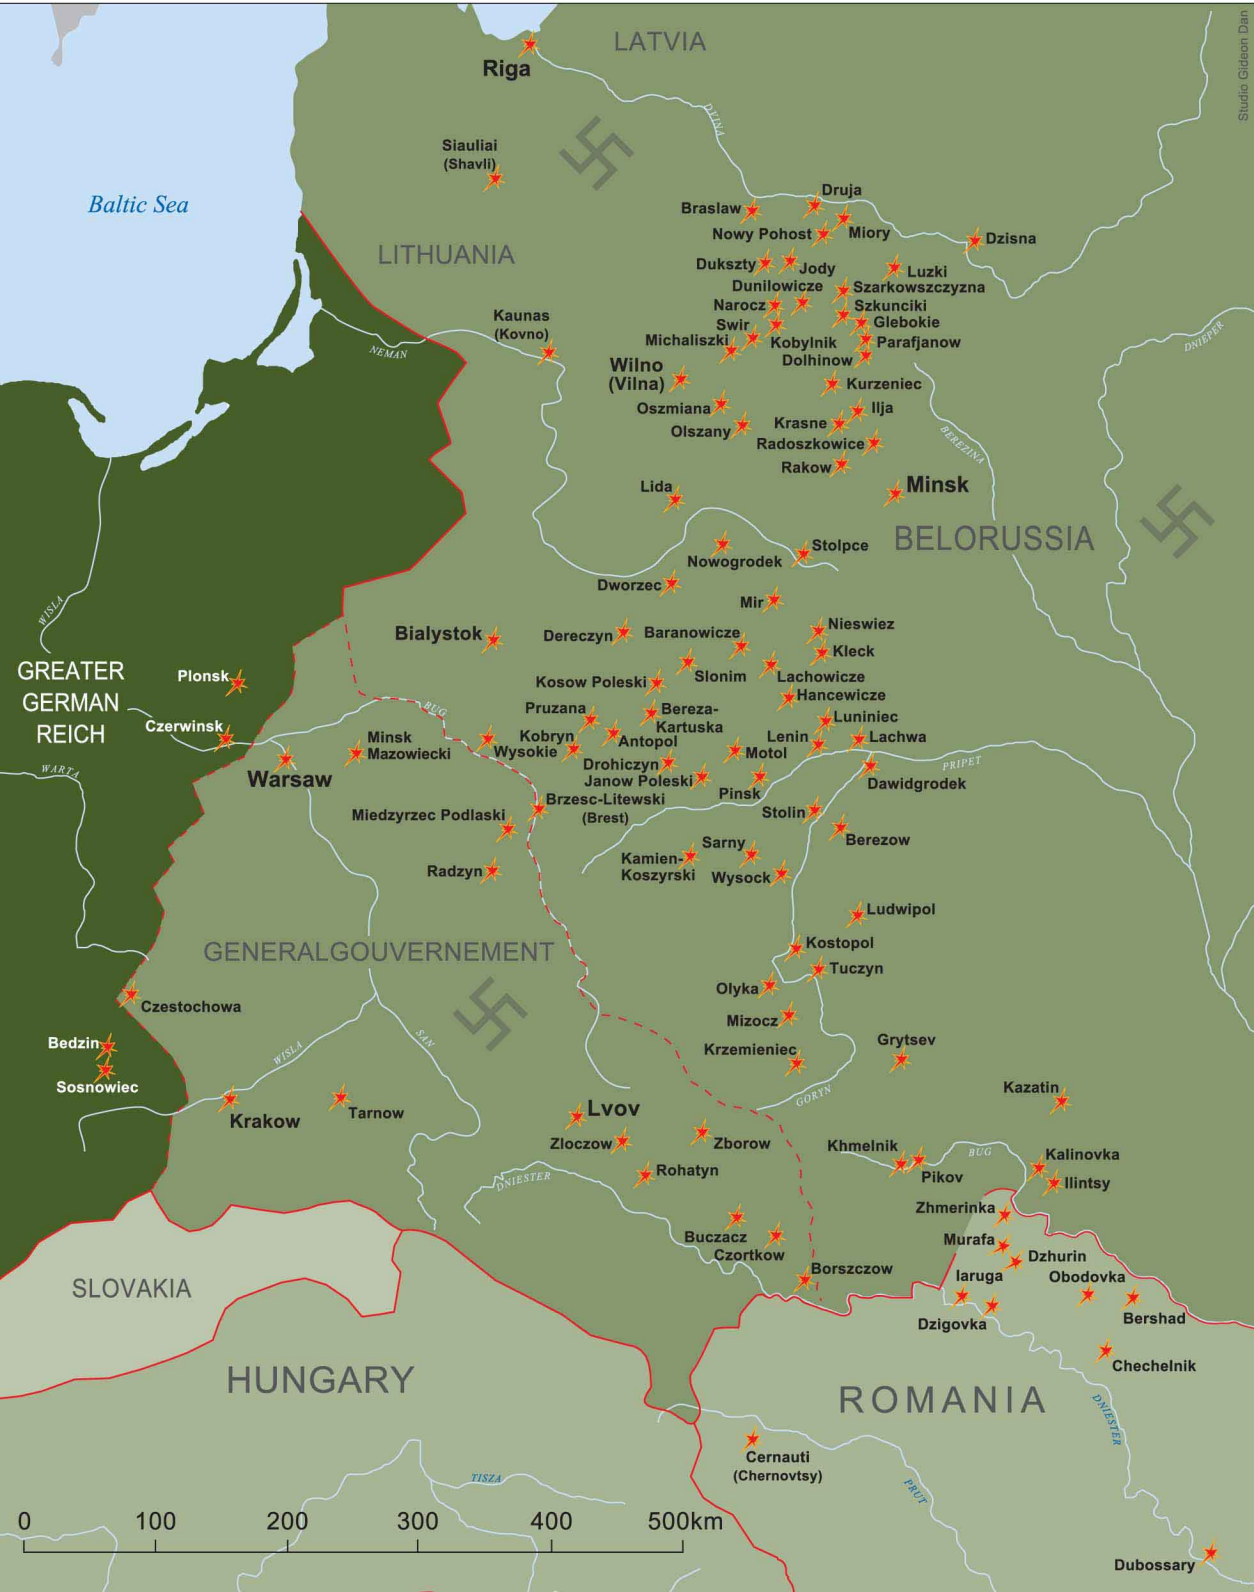 LATVIA
Studio Gideon Dan
Riga
DVINA
Siauliai
(Shavli)
Baltic Sea
Druja
Braslaw
Nowy Pohost
Miory
Dzisna
LITHUANIA
Dukszty
Jody
Luzki
Dunilowicze
Szarkowszczyzna
Narocz
Szkunciki
Kaunas
(Kovno)
Swir
Glebokie
Michaliszki
Kobylnik
Parafjanow
DNIEPER
NEMAN
Dolhinow
Wilno
(Vilna)
Kurzeniec
Oszmiana
Ilja
Olszany
Krasne
Radoszkowice
BEREZINA
Rakow
Lida
Minsk
BELORUSSIA
Stolpce
Nowogrodek
Dworzec
Mir
WISLA
Bialystok
Dereczyn
Baranowicze
Nieswiez
Kleck
GREATER
GERMAN
REICH
Plonsk
Slonim
Lachowicze
Kosow Poleski
Hancewicze
BUG
Pruzana
Bereza-
Kartuska
Luniniec
Czerwinsk
Minsk
Mazowiecki
Wysokie
Kobryn
Antopol
Lenin
Lachwa
Motol
WARTA
Warsaw
Drohiczyn
PRIPET
Janow Poleski
Pinsk
Dawidgrodek
Brzesc-Litewski
(Brest)
Miedzyrzec Podlaski
Stolin
Berezow
Radzyn
Kamien-
Koszyrski
Sarny
Wysock
Ludwipol
GENERALGOUVERNEMENT
Kostopol
Tuczyn
Olyka
Czestochowa
Mizocz
Bedzin
WISLA
SAN
Krzemieniec
Grytsev
Sosnowiec
Kazatin
GORYN
Krakow
Tarnow
Lvov
Zloczow
Zborow
Khmelnik
BUG
Kalinovka
Rohatyn
Pikov
Ilintsy
DNIESTER
Zhmerinka
Buczacz
Murafa
Czortkow
Dzhurin
Borszczow
Iaruga
Obodovka
SLOVAKIA
Dzigovka
Bershad
Chechelnik
HUNGARY
ROMANIA
DNIESTER
Cernauti
(Chernovtsy)
TISZA
PRUT
0 100 200 300 400 500km
Dubossary